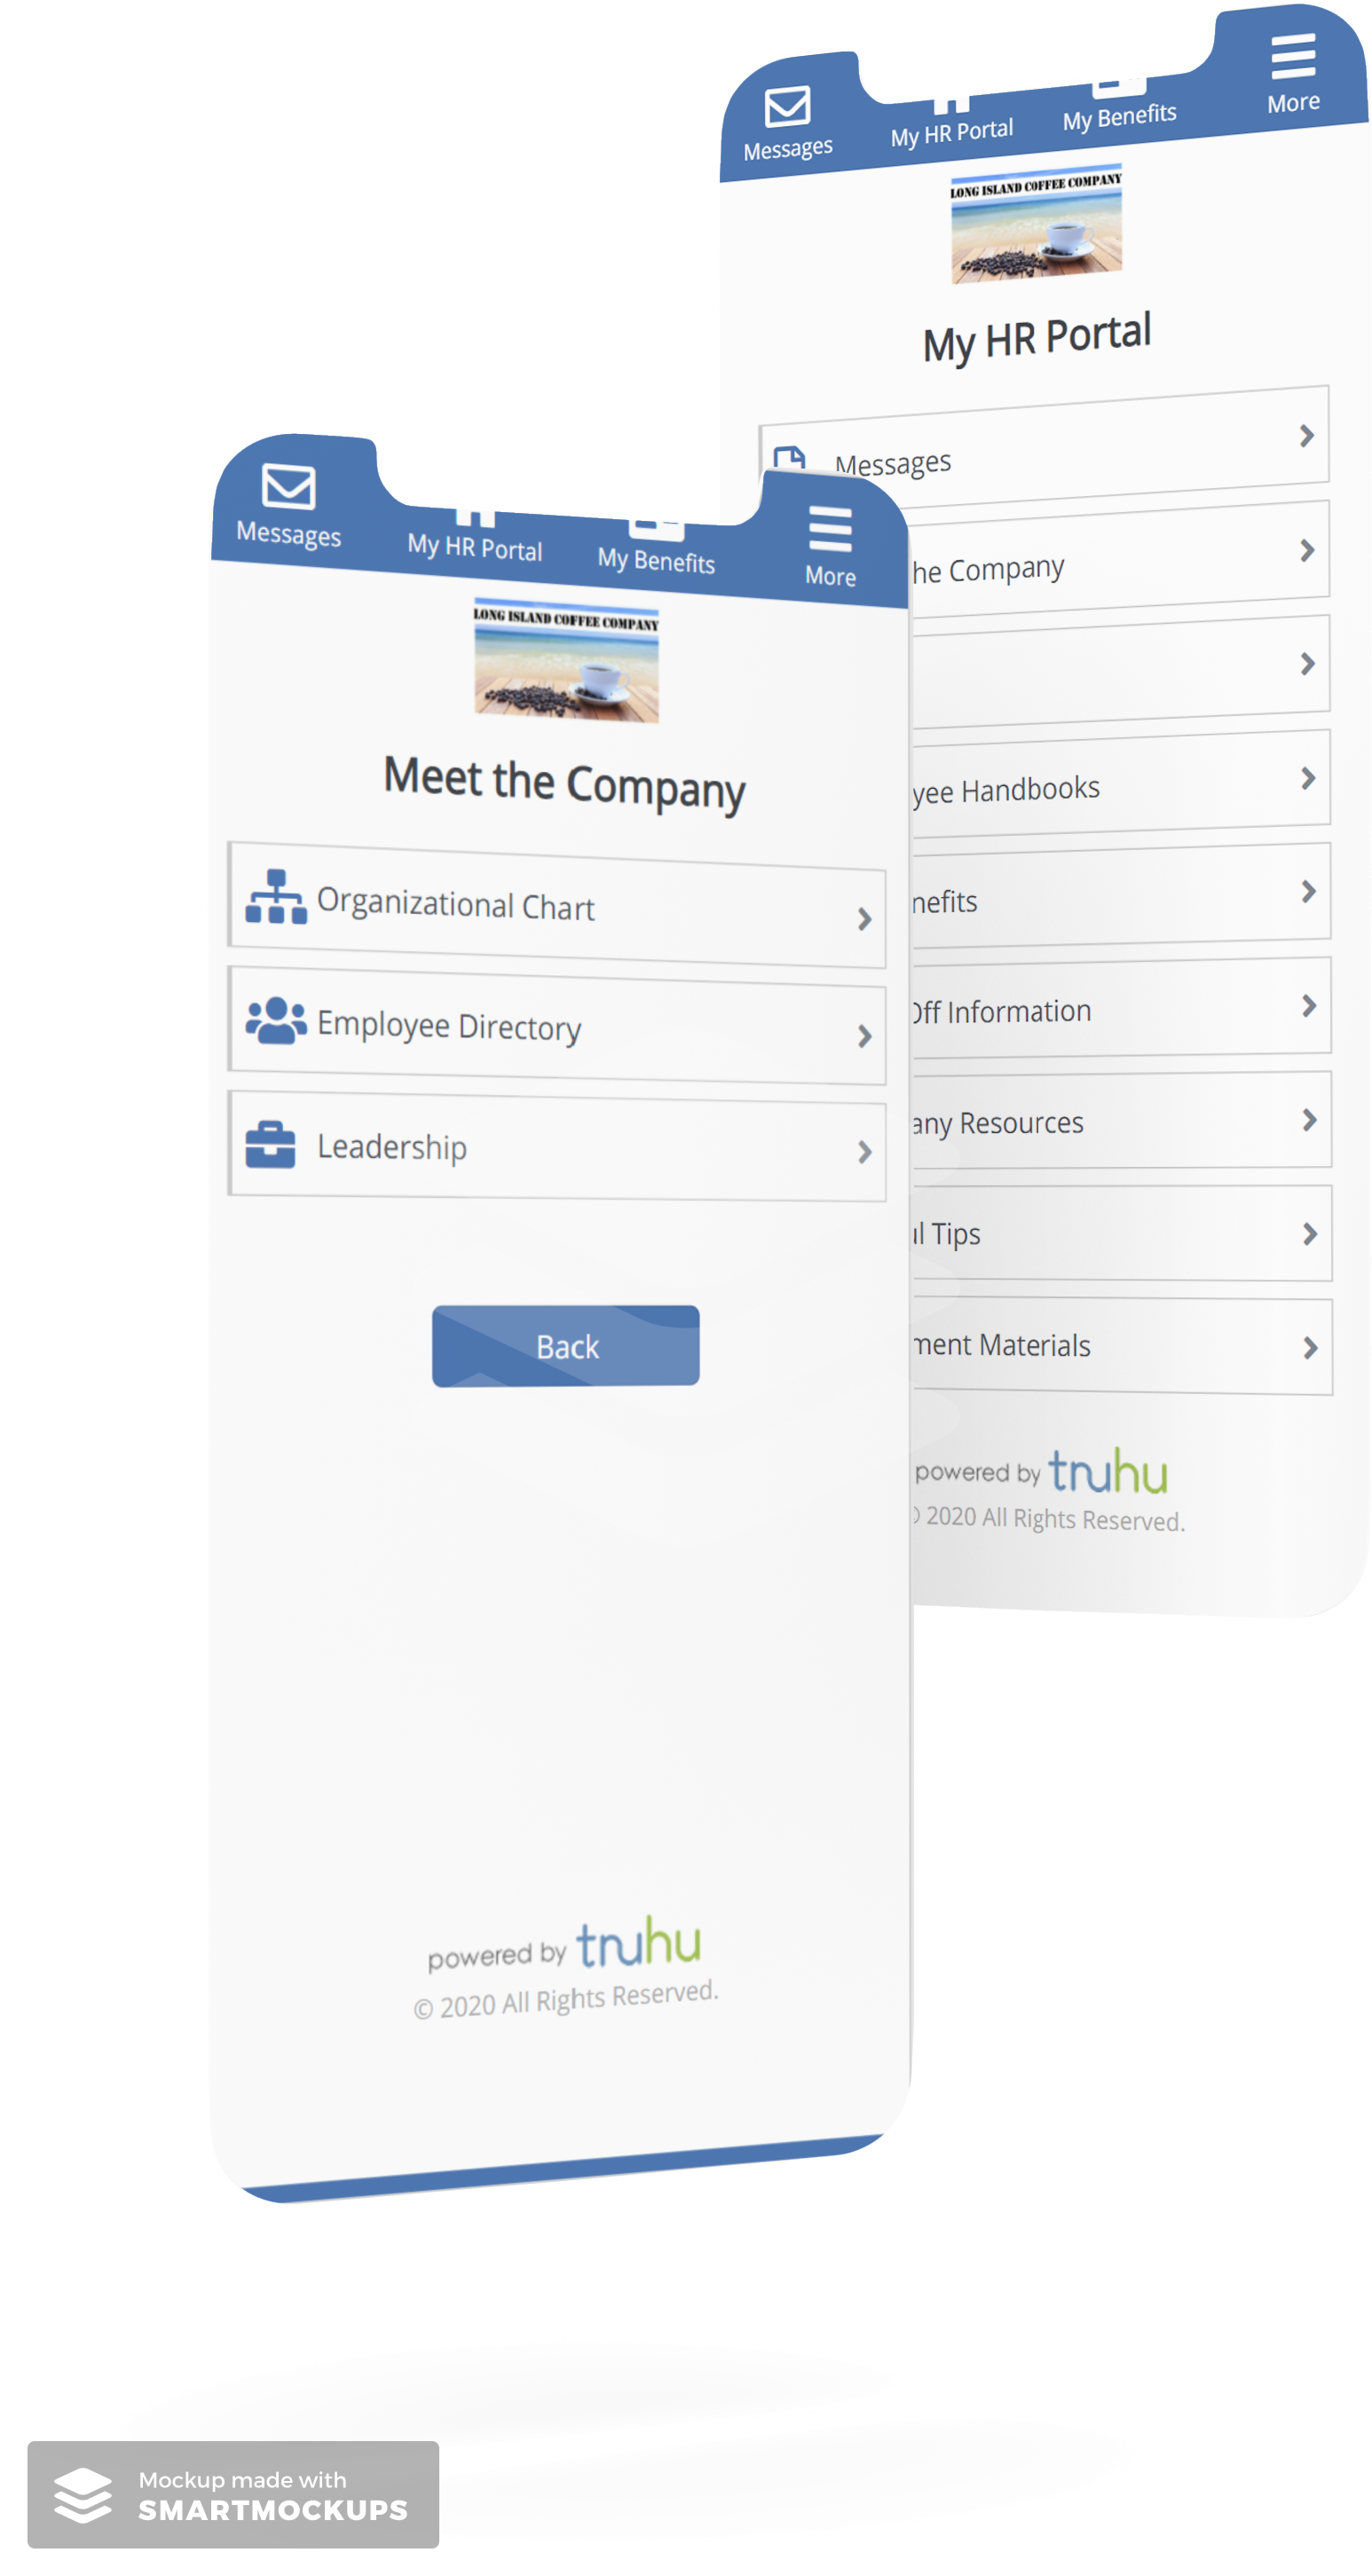 Messages
My HR Portal
My Benefits
More
LONG ISLAND COFFEE COMPANY
My HR Portal
Messages
he Company
yee Handbooks
nefits
Off Information
any Resources
ul Tips
ment Materials
powered by truhu
© 2020 All Rights Reserved.
Messages
My HR Portal
My Benefits
More
LONG ISLAND COFFEE COMPANY
Meet the Company
Organizational Chart
Employee Directory
Leadership
Back
powered by truhu
© 2020 All Rights Reserved.
Mockup made with
SMARTMOCKUPS